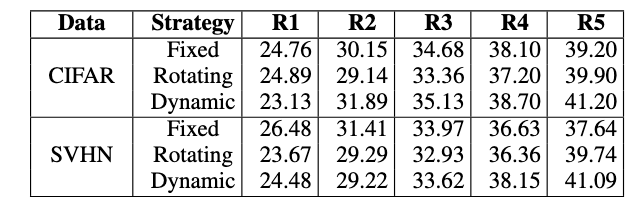 Data Strategy R1 R2 R3 R4 R5
Fixed 24.76 30.15 34.68 38.10 39.20
CIFAR Rotating 24.89 29.14 33.36 37.20 39.90
Dynamic 23.13 31.89 35.13 38.70 41.20
Fixed 26.48 31.41 33.97 36.63 37.64
SVHN Rotating 23.67 29.29 32.93 36.36 39.74
Dynamic 24.48 29.22 33.62 38.15 41.09